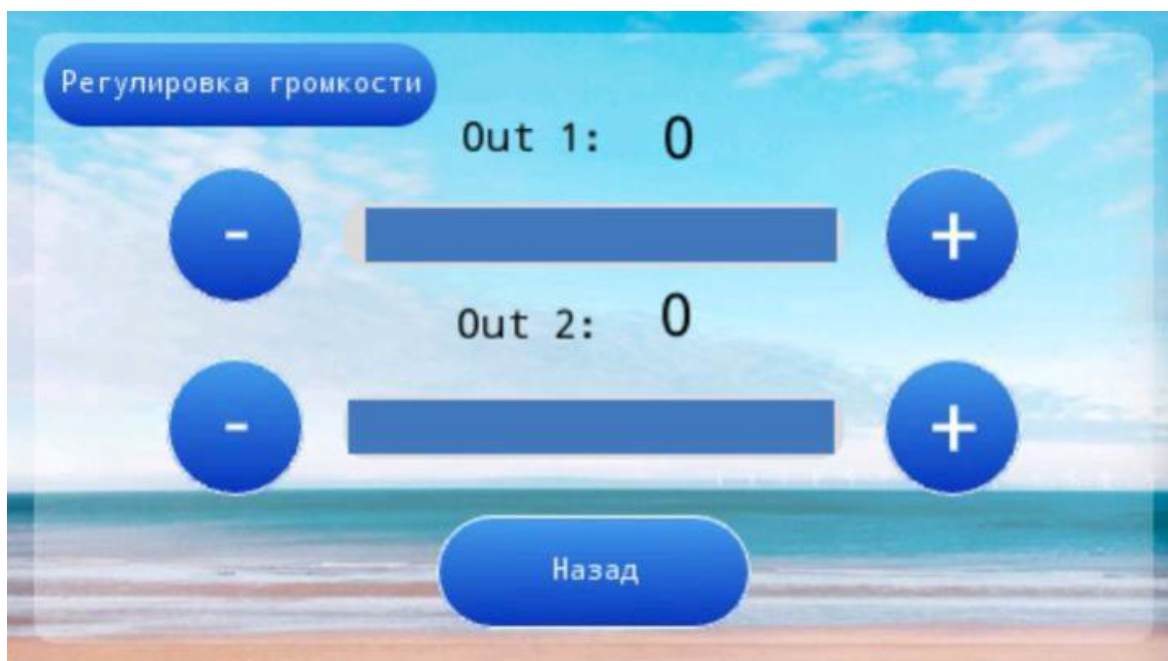 Регулировка громкости
Out 1: 0
- +
Out 2: 0
- +
Назад